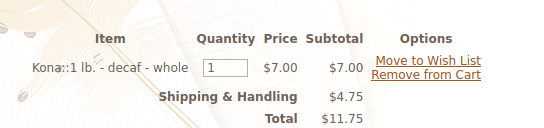 Item Quantity Price Subtotal Options
Kona::1 lb. - decaf - whole 1 $7.00 $7.00 Move to Wish List
Remove from Cart
Shipping & Handling $4.75
Total $11.75